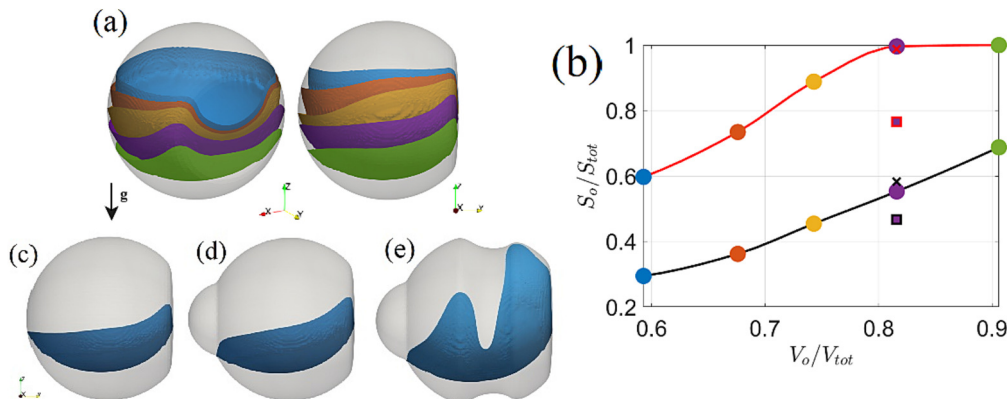 (a)
g
Z
X
Y
Y
X
Y
(c)
(d)
(e)
(b)
1
0.8
0.6
0.4
0.2
0.6
0.7
0.8
0.9
S_o/S_tot
V_o/V_tot